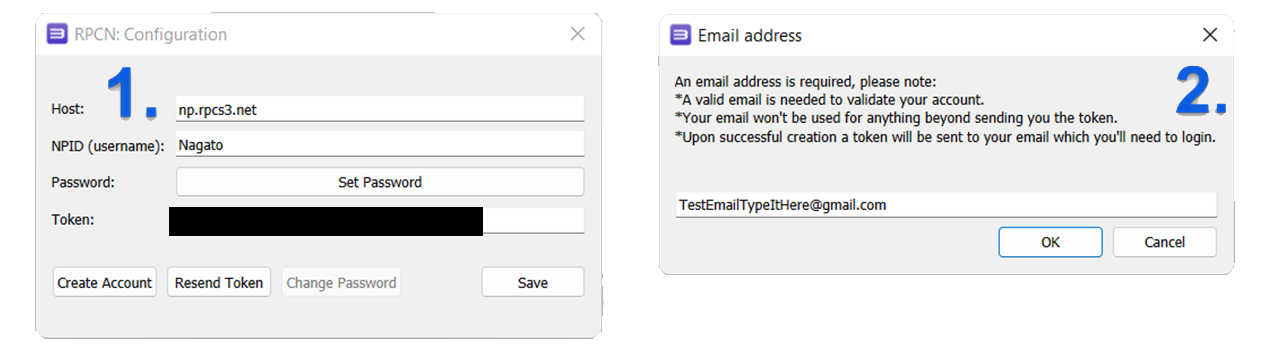 RPCN: Configuration
1.
Host: np.rpcs3.net
NPID (username): Nagato
Password: Set Password
Token:
Create Account Resend Token Change Password Save
Email address
2.
An email address is required, please note:
*A valid email is needed to validate your account.
*Your email won't be used for anything beyond sending you the token.
*Upon successful creation a token will be sent to your email which you'll need to login.
TestEmailTypeItHere@gmail.com
OK Cancel